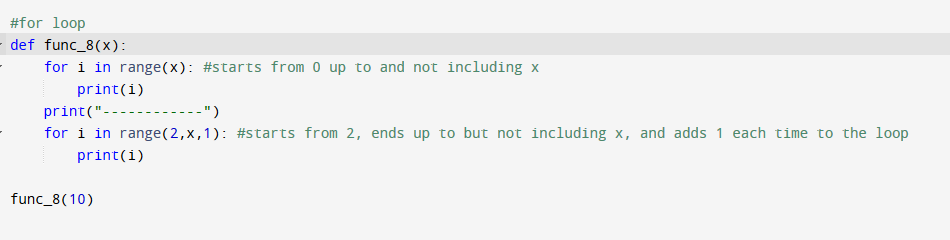 #for loop
def func_8(x):
    for i in range(x): #starts from 0 up to and not including x
        print(i)
    print("------------")
    for i in range(2,x,1): #starts from 2, ends up to but not including x, and adds 1 each time to the loop
        print(i)

func_8(10)